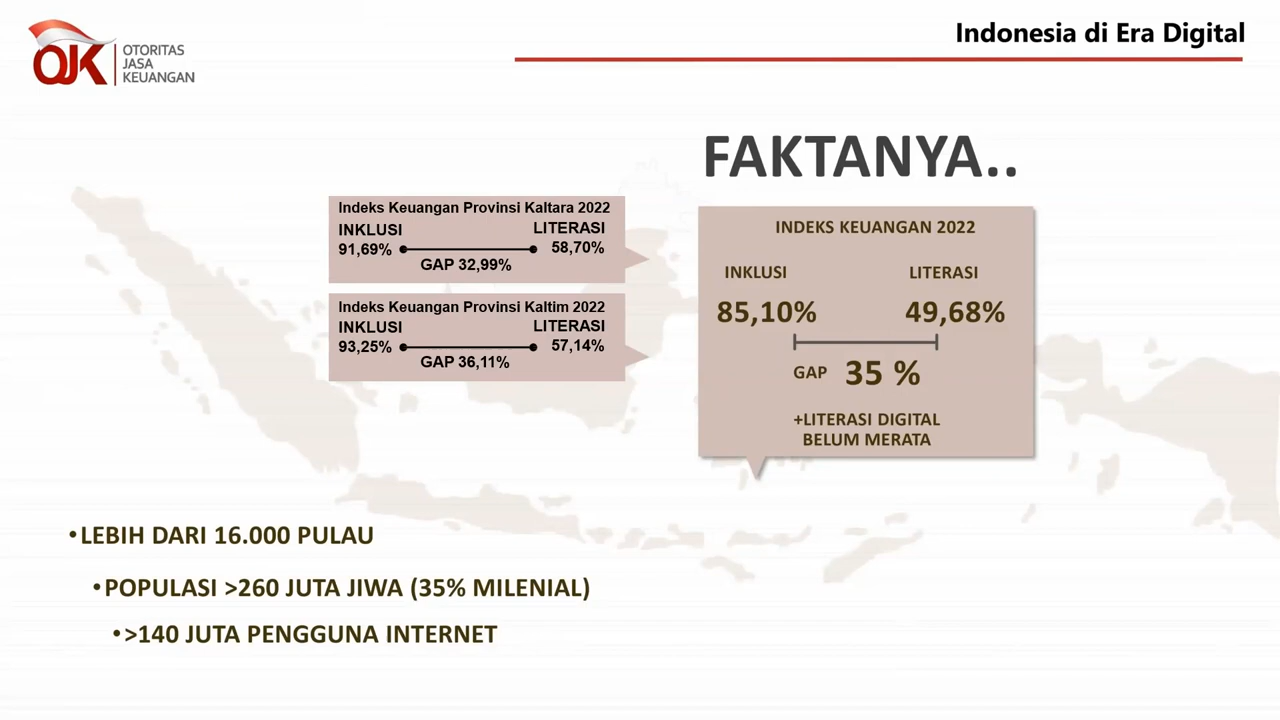 OJK
OTORITAS
JASA
KEUANGAN
Indonesia di Era Digital
FAKTANYA..
Indeks Keuangan Provinsi Kaltara 2022
INKLUSI LITERASI
91,69% 58,70%
GAP 32,99%
Indeks Keuangan Provinsi Kaltim 2022
INKLUSI LITERASI
93,25% 57,14%
GAP 36,11%
INDEKS KEUANGAN 2022
INKLUSI LITERASI
85,10% 49,68%
GAP 35 %
+LITERASI DIGITAL
BELUM MERATA
•LEBIH DARI 16.000 PULAU
•POPULASI >260 JUTA JIWA (35% MILENIAL)
•>140 JUTA PENGGUNA INTERNET